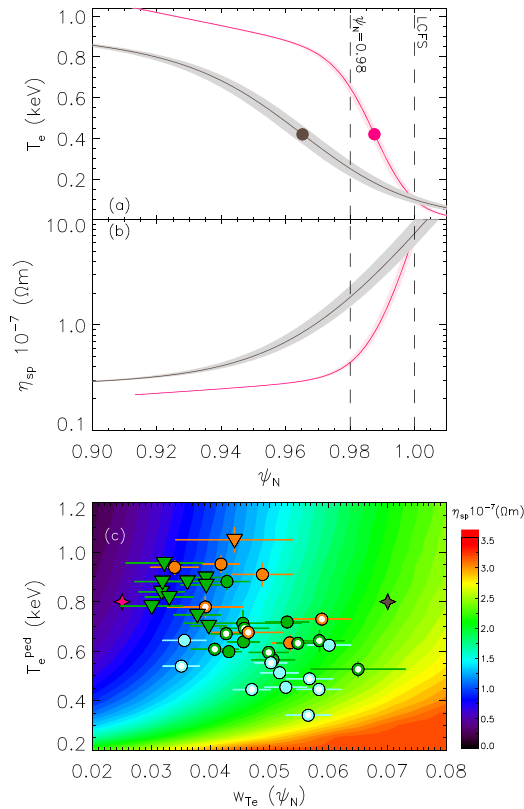 1.0
0.8
0.6
0.4
0.2
T_e (keV)
(a)
ψ_N=0.98
LCFS
10.0
1.0
0.1
η_sp 10^-7 (Ωm)
(b)
0.90 0.92 0.94 0.96 0.98 1.00
ψ_N
1.2
1.0
0.8
0.6
0.4
0.2
T_e^ped (keV)
(c)
0.02 0.03 0.04 0.05 0.06 0.07 0.08
w_Te (ψ_N)
η_sp10^-7(Ωm)
3.5
3.0
2.5
2.0
1.5
1.0
0.5
0.0